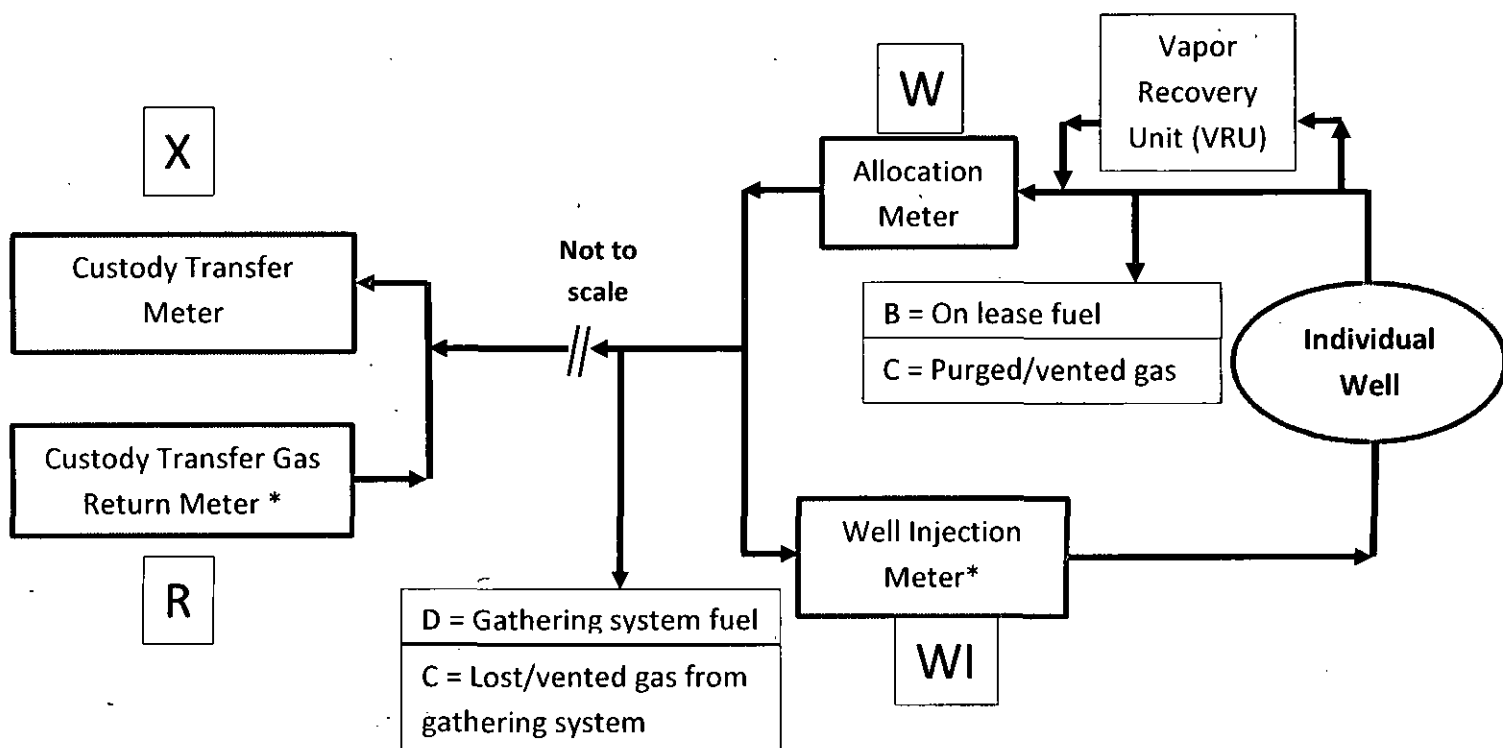 X
Custody Transfer
Meter
Custody Transfer Gas
Return Meter *
R
Not to
scale
D = Gathering system fuel
C = Lost/vented gas from
gathering system
W
Allocation
Meter
Vapor
Recovery
Unit (VRU)
B = On lease fuel
C = Purged/vented gas
Individual
Well
Well Injection
Meter*
WI